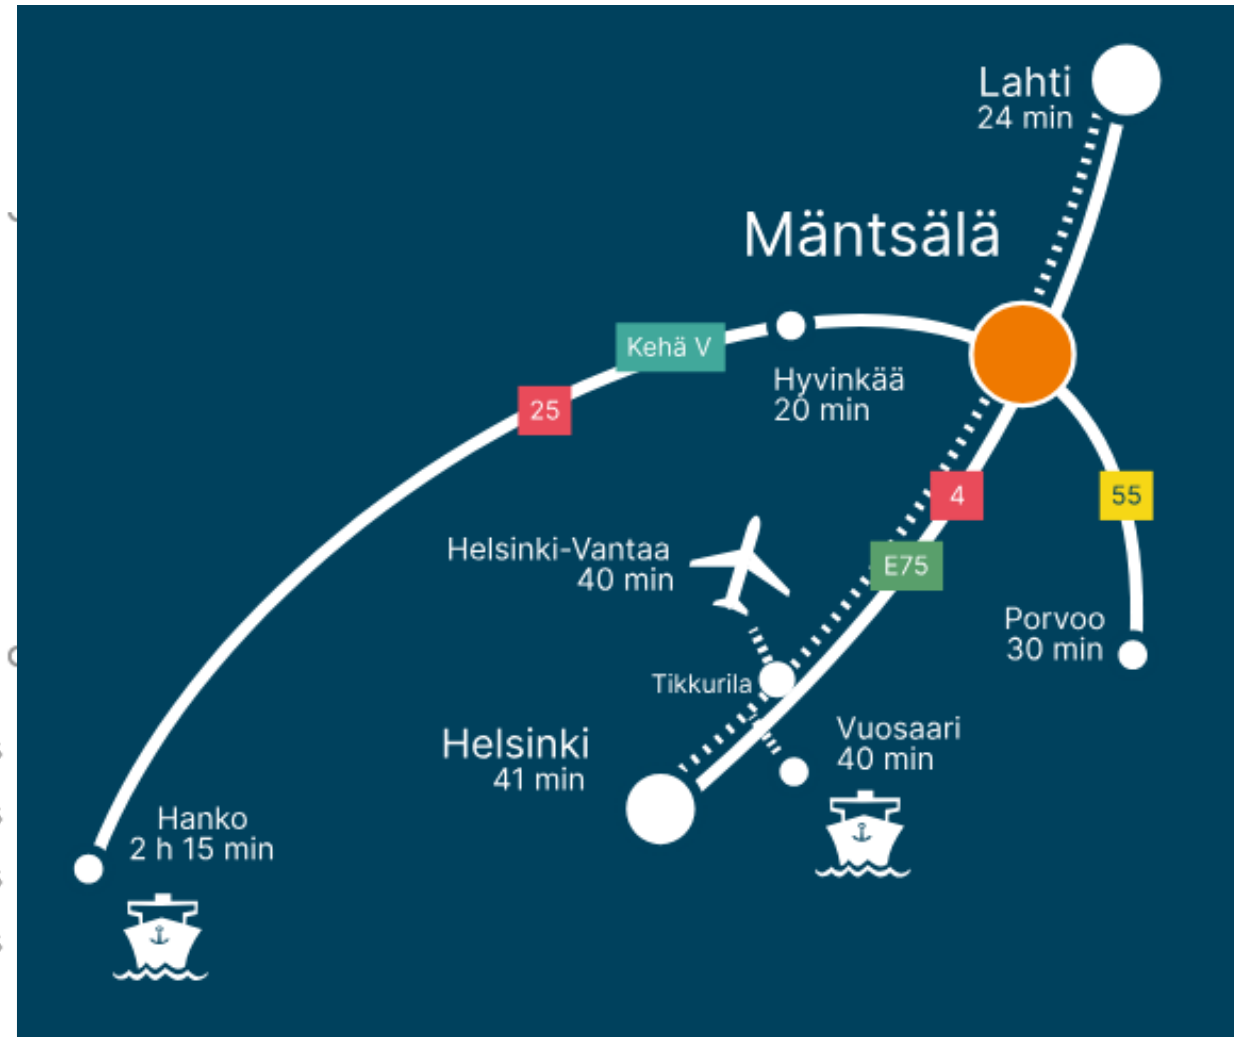 Lahti
24 min
Mäntsälä
Kehä V
Hyvinkää
20 min
25
4
55
Helsinki-Vantaa
40 min
E75
Porvoo
30 min
Tikkurila
Vuosaari
40 min
Helsinki
41 min
Hanko
2 h 15 min